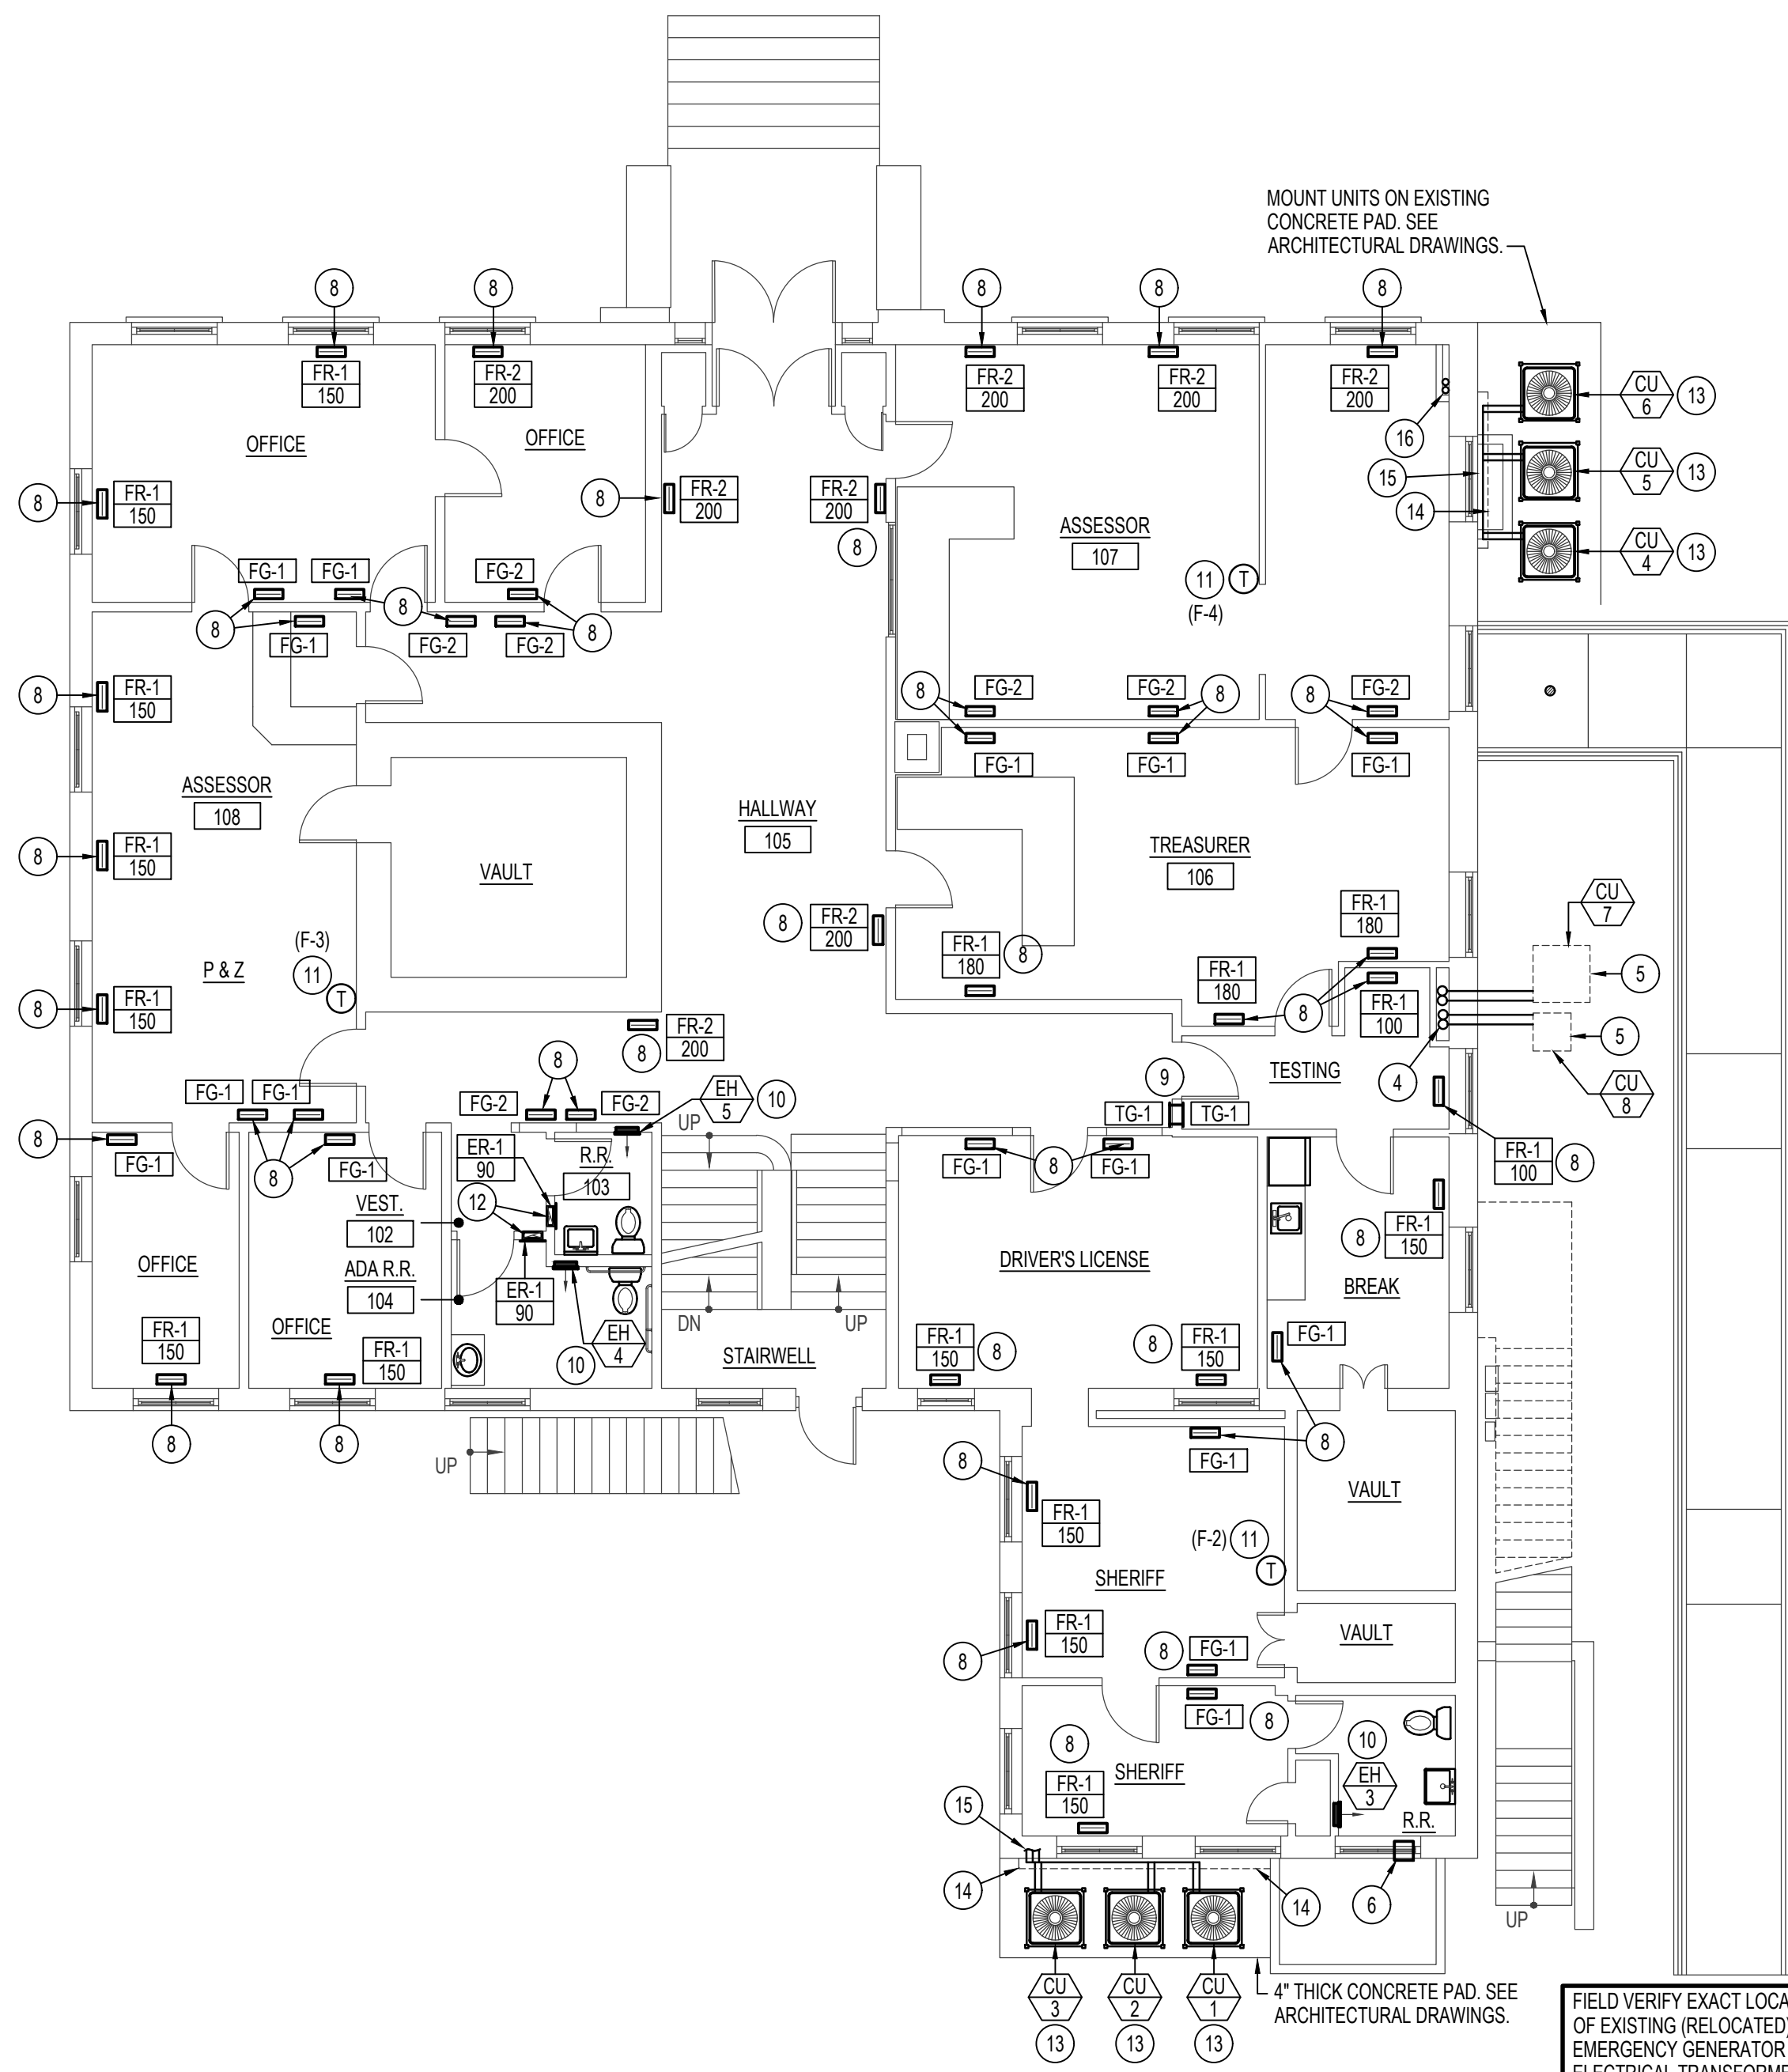 MOUNT UNITS ON EXISTING
CONCRETE PAD. SEE
ARCHITECTURAL DRAWINGS.
8
8
8
8
8
FR-1
150
FR-2
200
FR-2
200
FR-2
200
FR-2
200
CU
6
13
16
OFFICE
OFFICE
15
CU
5
13
8
FR-1
150
8
FR-2
200
FR-2
200
14
ASSESSOR
107
8
CU
4
13
FG-1
FG-1
FG-2
11
T
(F-4)
8
8
8
8
FG-1
FG-2
FG-2
8
FR-1
150
8
FG-2
FG-2
8
8
FG-2
FG-1
FG-1
FG-1
ASSESSOR
108
HALLWAY
105
8
FR-1
150
VAULT
TREASURER
106
CU
7
8
FR-2
200
FR-1
180
(F-3)
11
T
P & Z
FR-1
180
8
FR-1
180
5
8
FR-1
150
8
FR-1
100
FR-2
200
8
5
8
9
TESTING
4
CU
8
FG-1
FG-1
FG-2
FG-2
EH
5
10
TG-1
TG-1
UP
8
FG-1
8
FG-1
ER-1
90
R.R.
103
FG-1
8
FG-1
FR-1
100
8
VEST.
102
12
8
FR-1
150
OFFICE
ADA R.R.
104
DRIVER'S LICENSE
BREAK
ER-1
90
FR-1
150
OFFICE
FR-1
150
EH
4
10
DN
UP
STAIRWELL
FR-1
150
8
8
FR-1
150
FG-1
8
8
UP
8
FG-1
8
FR-1
150
VAULT
(F-2)
11
T
SHERIFF
8
FR-1
150
8
FG-1
VAULT
FG-1
8
8
10
SHERIFF
FR-1
150
EH
3
R.R.
15
14
14
6
UP
CU
3
CU
2
CU
1
13
13
13
4" THICK CONCRETE PAD. SEE
ARCHITECTURAL DRAWINGS.
FIELD VERIFY EXACT LOCA
OF EXISTING (RELOCATED)
EMERGENCY GENERATOR
ELECTRICAL TRANSFORME